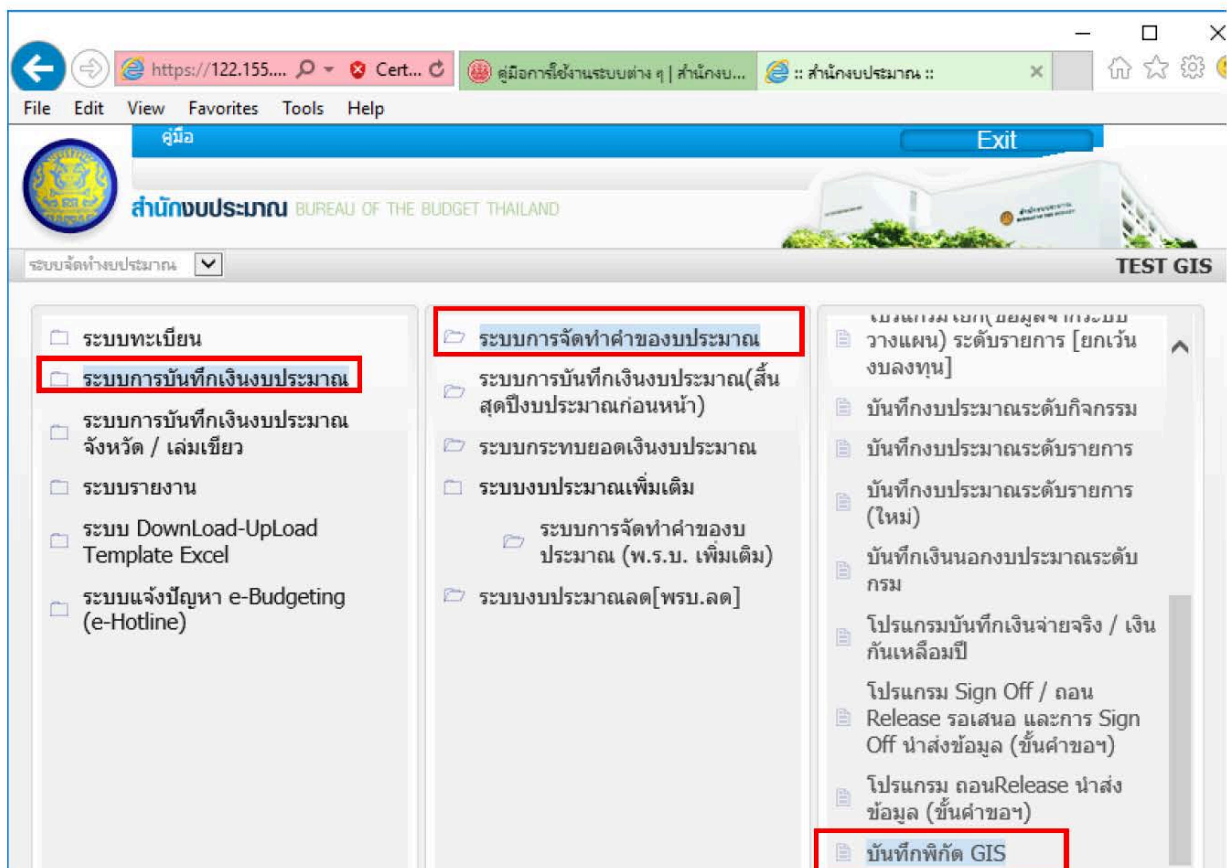 https://122.155.... Cert...
คู่มือการใช้งานระบบต่าง ๆ | สำนักงบ...
:: สำนักงบประมาณ ::
File Edit View Favorites Tools Help
คู่มือ
Exit
สำนักงบประมาณ BUREAU OF THE BUDGET THAILAND
ระบบจัดทำงบประมาณ
TEST GIS
ระบบทะเบียน
ระบบการบันทึกเงินงบประมาณ
ระบบการบันทึกเงินงบประมาณ
จังหวัด / เล่มเขียว
ระบบรายงาน
ระบบ DownLoad-UpLoad
Template Excel
ระบบแจ้งปัญหา e-Budgeting
(e-Hotline)
ระบบการจัดทำคำของบประมาณ
ระบบการบันทึกเงินงบประมาณ(สิ้น
สุดปีงบประมาณก่อนหน้า)
ระบบกระทบยอดเงินงบประมาณ
ระบบงบประมาณเพิ่มเติม
ระบบการจัดทำคำของบ
ประมาณ (พ.ร.บ. เพิ่มเติม)
ระบบงบประมาณลด[พรบ.ลด]
วางแผน) ระดับรายการ [ยกเว้น
งบลงทุน]
บันทึกงบประมาณระดับกิจกรรม
บันทึกงบประมาณระดับรายการ
บันทึกงบประมาณระดับรายการ
(ใหม่)
บันทึกเงินนอกงบประมาณระดับ
กรม
โปรแกรมบันทึกเงินจ่ายจริง / เงิน
กันเหลือมปี
โปรแกรม Sign Off / ถอน
Release รอเสนอ และการ Sign
Off นำส่งข้อมูล (ขั้นคำขอฯ)
โปรแกรม ถอนRelease นำส่ง
ข้อมูล (ขั้นคำขอฯ)
บันทึกพิกัด GIS